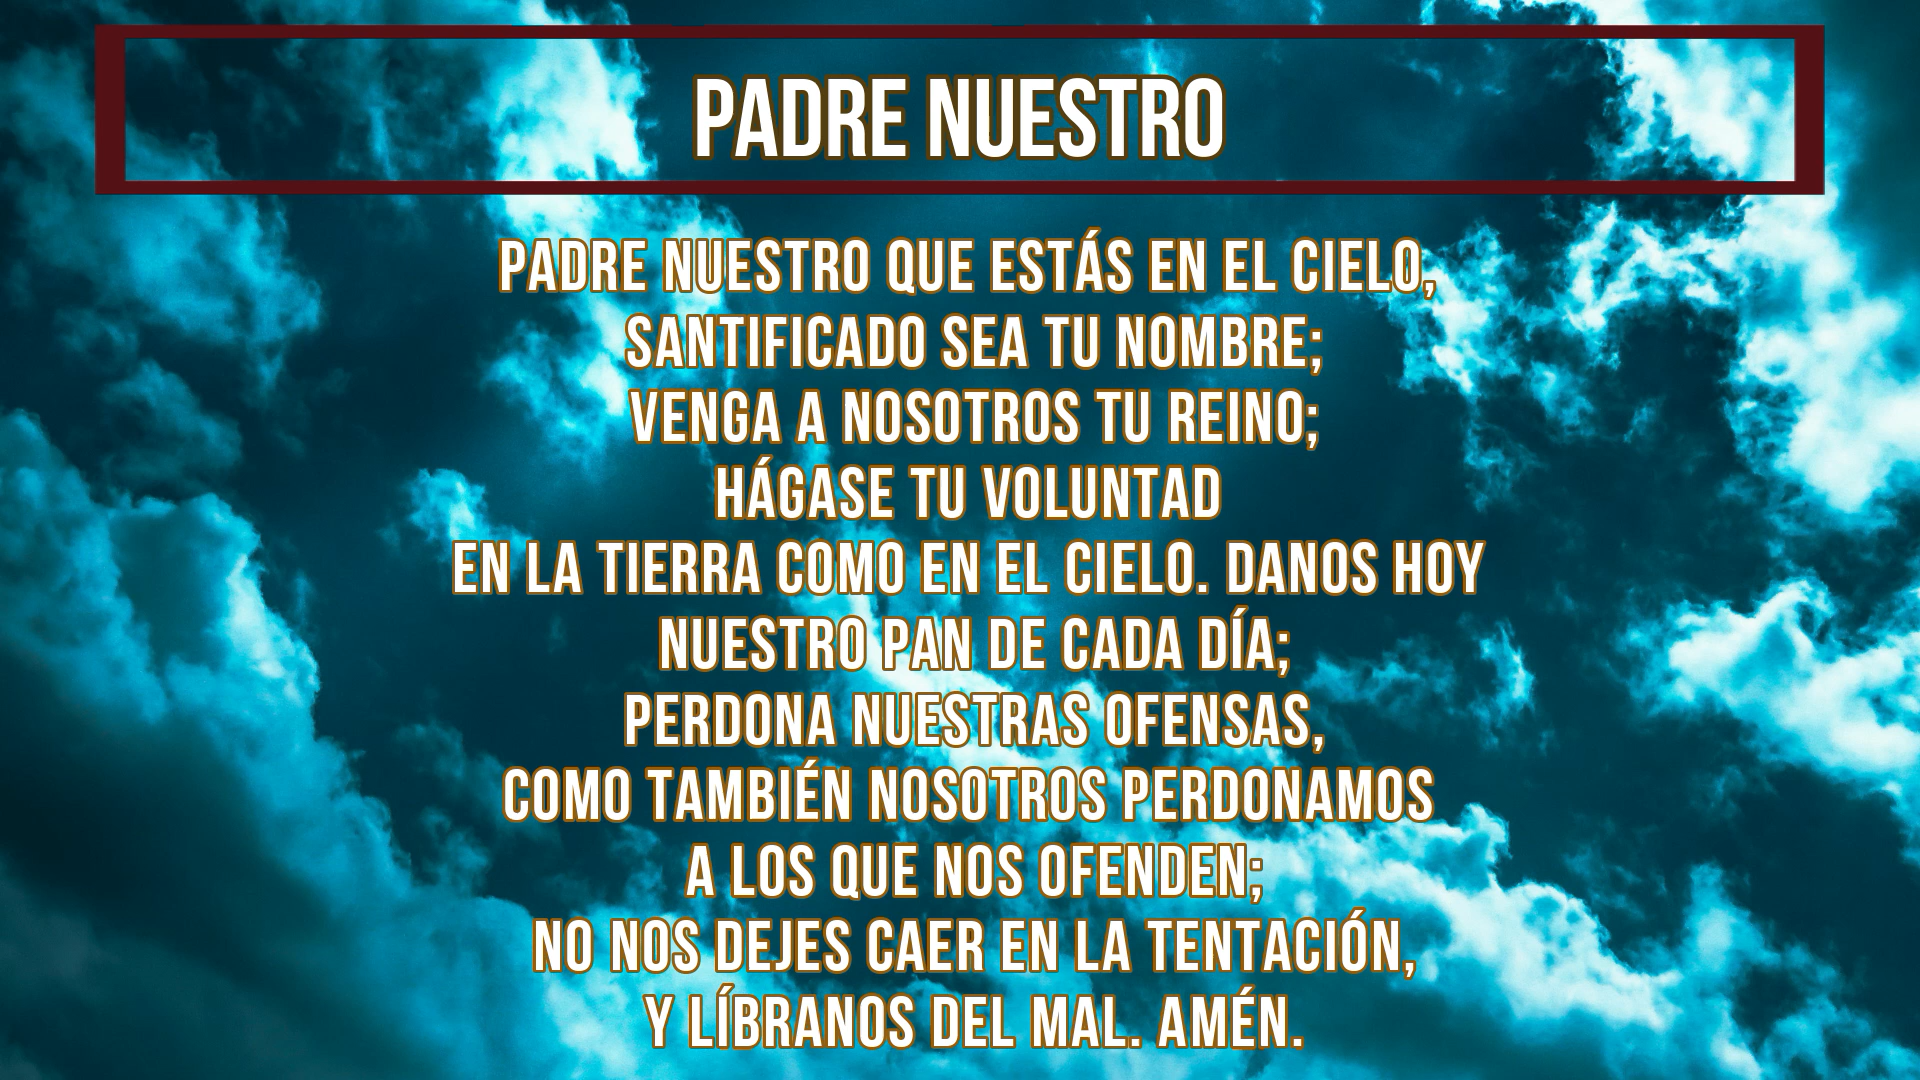 PADRE NUESTRO
PADRE NUESTRO QUE ESTÁS EN EL CIELO,
SANTIFICADO SEA TU NOMBRE;
VENGA A NOSOTROS TU REINO;
HÁGASE TU VOLUNTAD
EN LA TIERRA COMO EN EL CIELO. DANOS HOY
NUESTRO PAN DE CADA DÍA;
PERDONA NUESTRAS OFENSAS,
COMO TAMBIÉN NOSOTROS PERDONAMOS
A LOS QUE NOS OFENDEN;
NO NOS DEJES CAER EN LA TENTACIÓN,
Y LÍBRANOS DEL MAL. AMÉN.